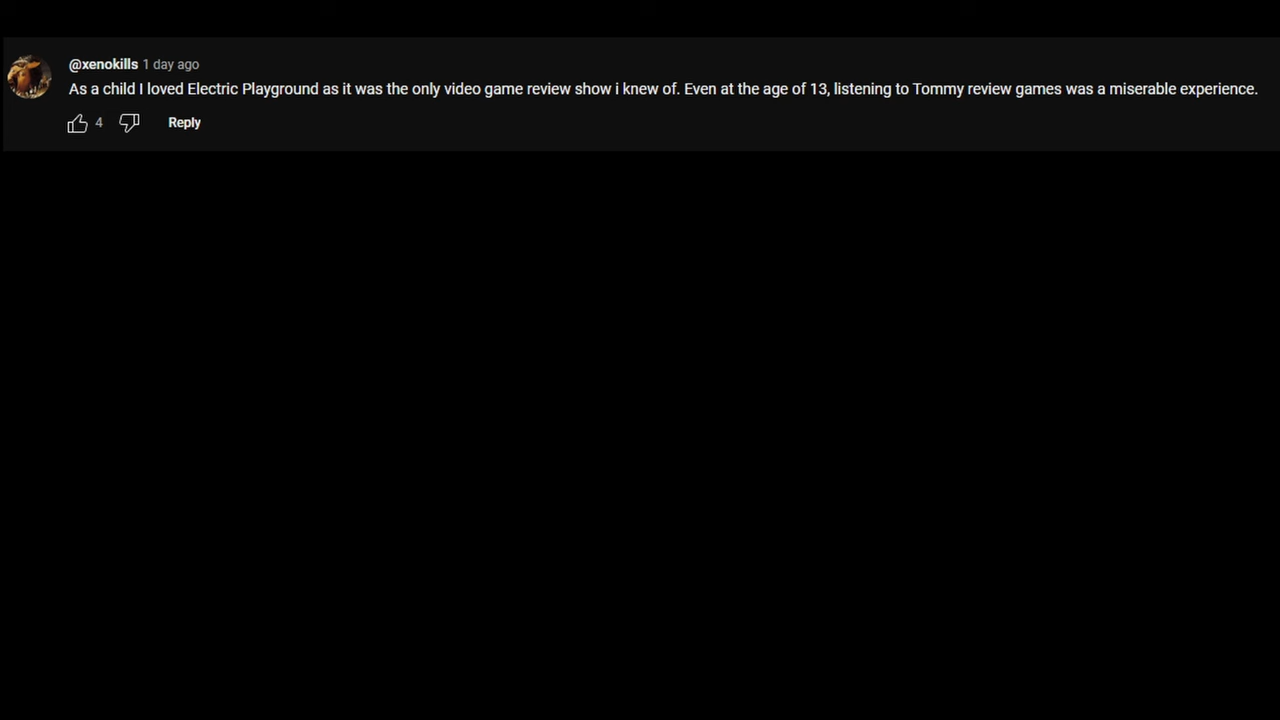 @xenokills 1 day ago
As a child I loved Electric Playground as it was the only video game review show i knew of. Even at the age of 13, listening to Tommy review games was a miserable experience.
4 Reply